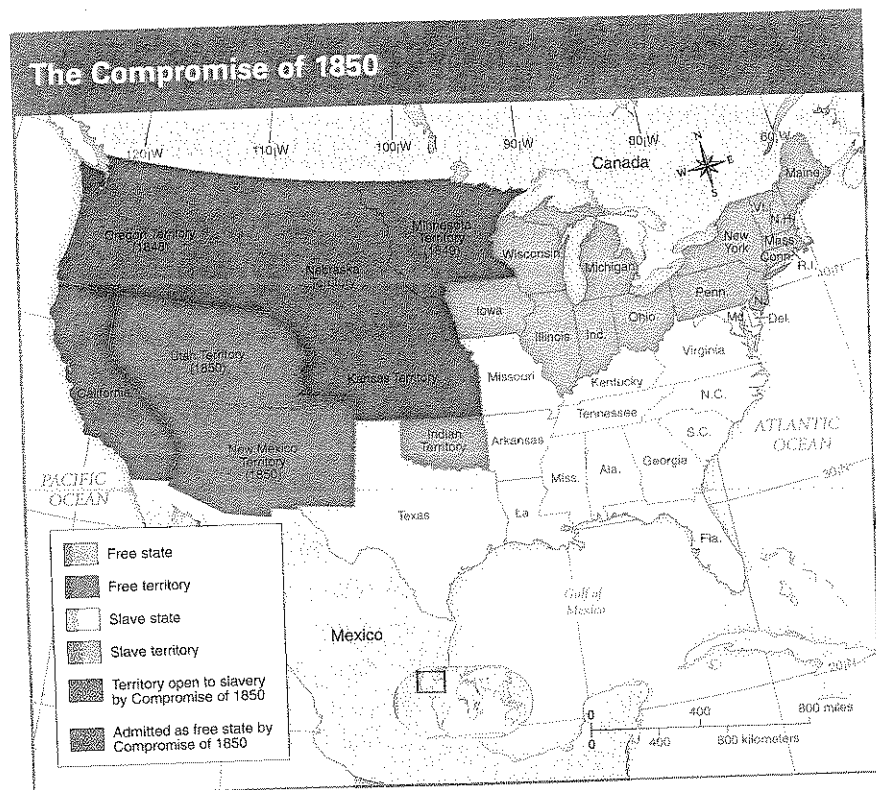 The Compromise of 1850
120°W
110°W
100°W
90°W
80°W
60°W
Canada
N
W
E
S
Maine
Oregon Territory
(1848)
Minnesota
Territory
(1849)
Vt.
N.H.
New
York
Mass.
Conn.
R.I.
Wisconsin
Michigan
Nebraska
Iowa
Penn
N.J.
Ohio
Illinois
Ind.
Md.
Del.
Utah Territory
(1850)
Virginia
California
Kansas Territory
Missouri
Kentucky
N.C.
Tennessee
Indian
Territory
Arkansas
S.C.
ATLANTIC
OCEAN
New Mexico
Territory
(1850)
Miss.
Ala.
Georgia
PACIFIC
OCEAN
30°N
Texas
La
Fla.
Free state
Free territory
Slave state
Slave territory
Territory open to slavery
by Compromise of 1850
Admitted as free state by
Compromise of 1850
Gulf of
Mexico
Mexico
20°N
0
400
800 miles
0
400
800 kilometers